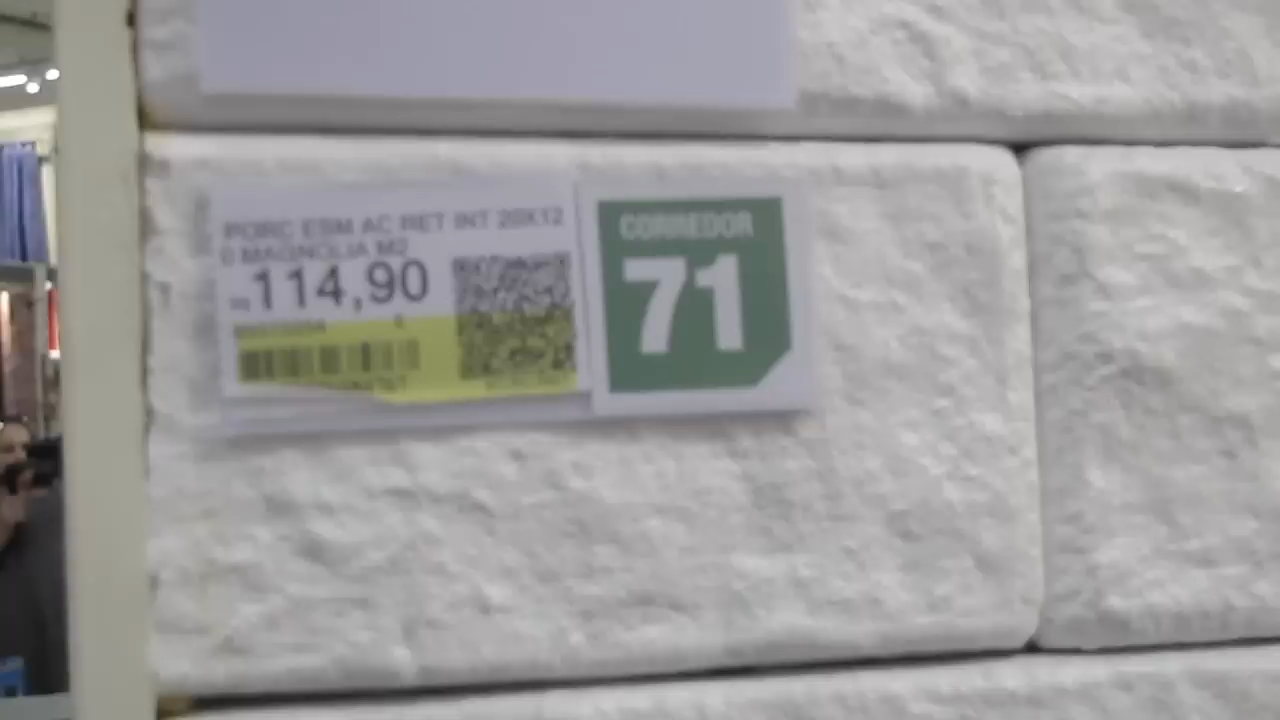 PORC ESM AC RET INT 20X12
0 MAGNOLIA M2
114,90
CORREDOR
71